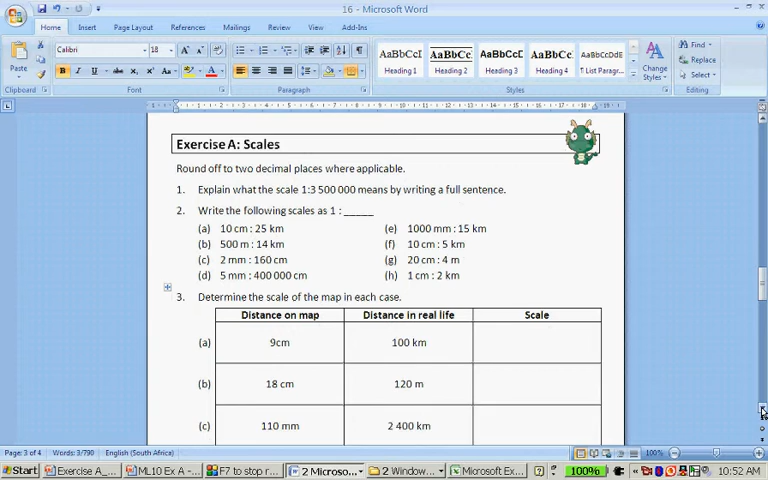 16 - Microsoft Word
Home Insert Page Layout References Mailings Review View Add-Ins
Paste
Calibri 18
AaBbCcI AaBbCc AaBbCcD AaBbCc. AaBbCcDdE
Heading 1 Heading 2 Heading 3 Heading 4 ¶ List Paragr...
Change Styles
Find
Replace
Select
Clipboard Font Paragraph Styles Editing
Exercise A: Scales
Round off to two decimal places where applicable.
1. Explain what the scale 1:3 500 000 means by writing a full sentence.
2. Write the following scales as 1 : _____
(a) 10 cm : 25 km (e) 1000 mm : 15 km
(b) 500 m : 14 km (f) 10 cm : 5 km
(c) 2 mm : 160 cm (g) 20 cm : 4 m
(d) 5 mm : 400 000 cm (h) 1 cm : 2 km
3. Determine the scale of the map in each case.
Distance on map Distance in real life Scale
(a) 9cm 100 km
(b) 18 cm 120 m
(c) 110 mm 2 400 km
Page: 3 of 4 Words: 3/790 English (South Africa) 100%
Start Exercise A_... ML10 Ex A - ... F7 to stop r... 2 Microso... 2 Window... Microsoft Ex... 100% 10:52 AM